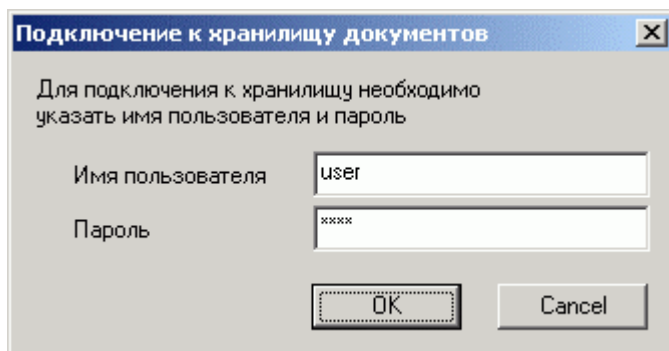 Подключение к хранилищу документов
Для подключения к хранилищу необходимо
указать имя пользователя и пароль
Имя пользователя user
Пароль ****
OK Cancel